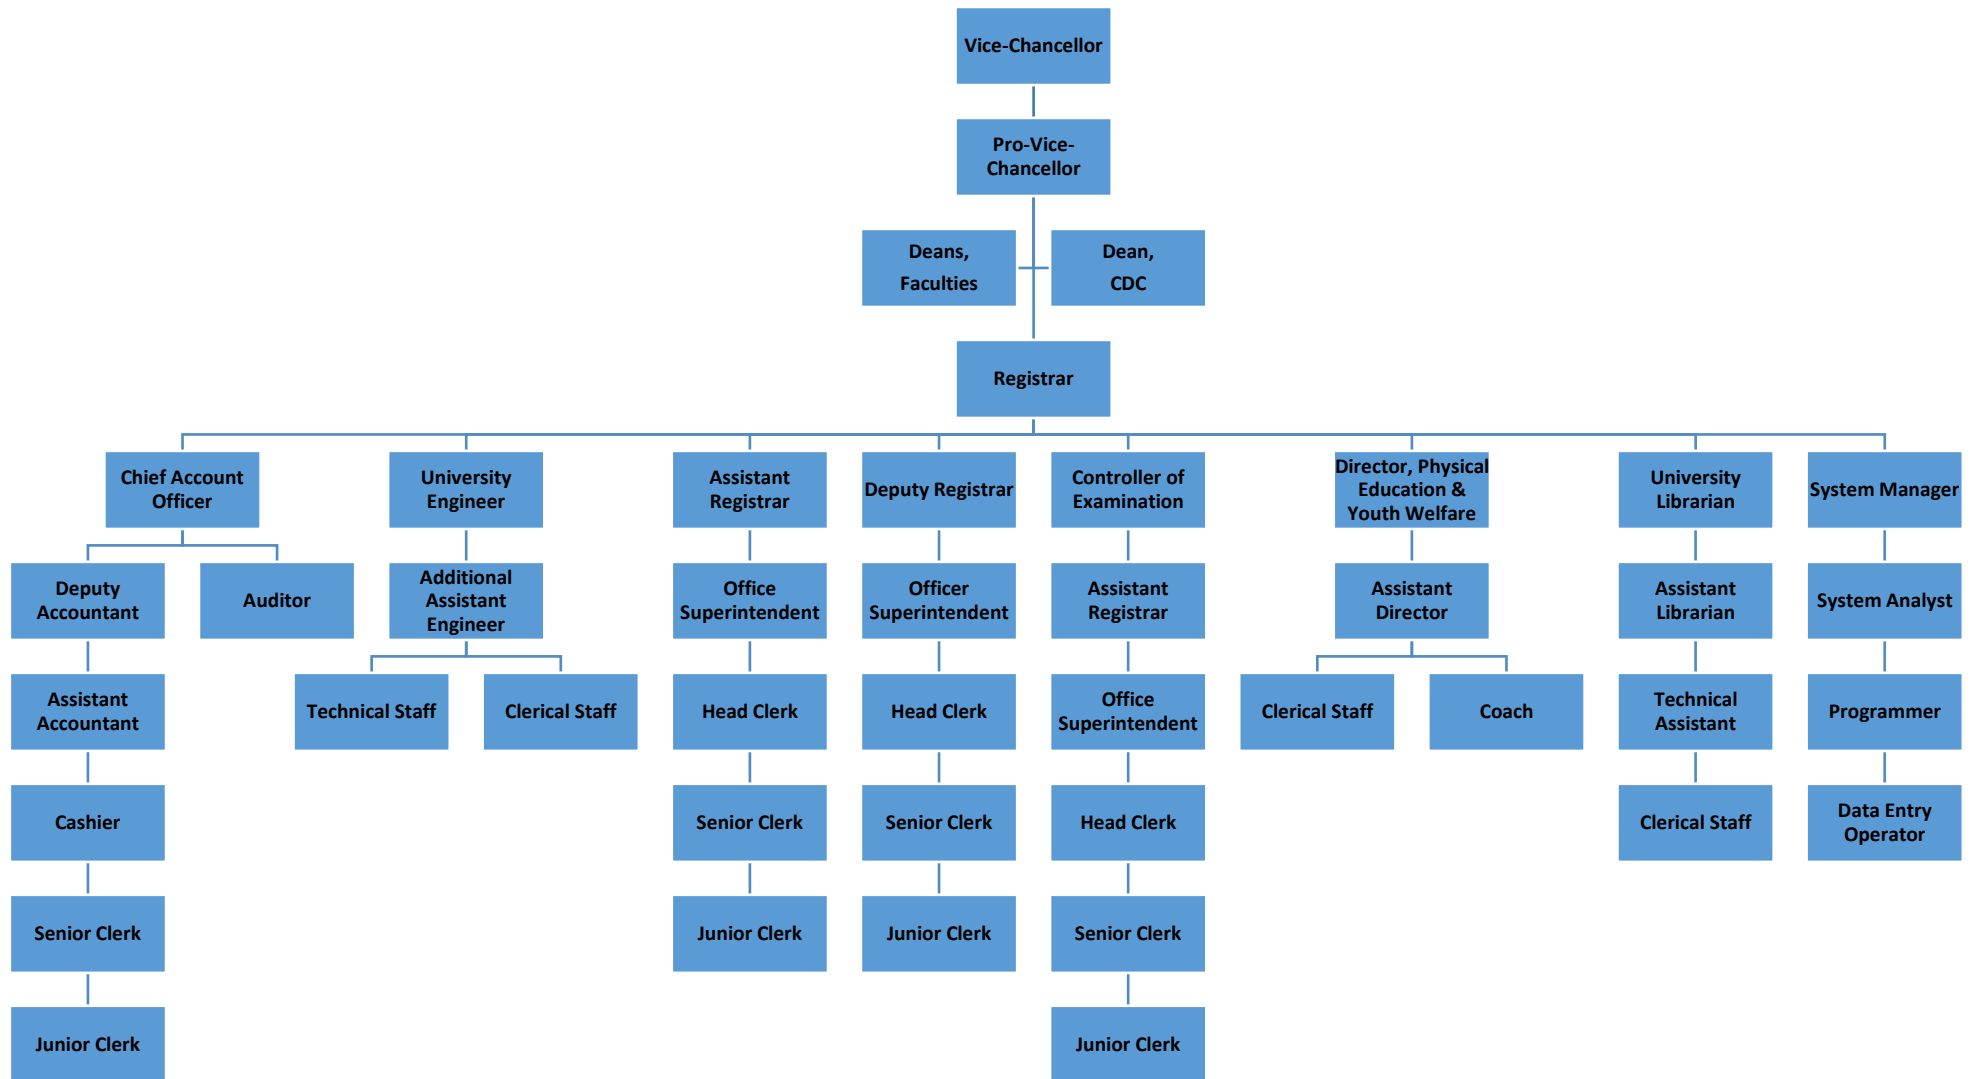 Vice-Chancellor
Pro-Vice-
Chancellor
Deans,
Faculties
Dean,
CDC
Registrar
Chief Account
Officer
University
Engineer
Assistant
Registrar
Deputy Registrar
Controller of
Examination
Director, Physical
Education &
Youth Welfare
University
Librarian
System Manager
Deputy
Accountant
Auditor
Additional
Assistant
Engineer
Office
Superintendent
Officer
Superintendent
Assistant
Registrar
Assistant
Director
Assistant
Librarian
System Analyst
Assistant
Accountant
Technical Staff
Clerical Staff
Head Clerk
Head Clerk
Office
Superintendent
Clerical Staff
Coach
Technical
Assistant
Programmer
Cashier
Senior Clerk
Senior Clerk
Head Clerk
Clerical Staff
Data Entry
Operator
Senior Clerk
Junior Clerk
Junior Clerk
Senior Clerk
Junior Clerk
Junior Clerk